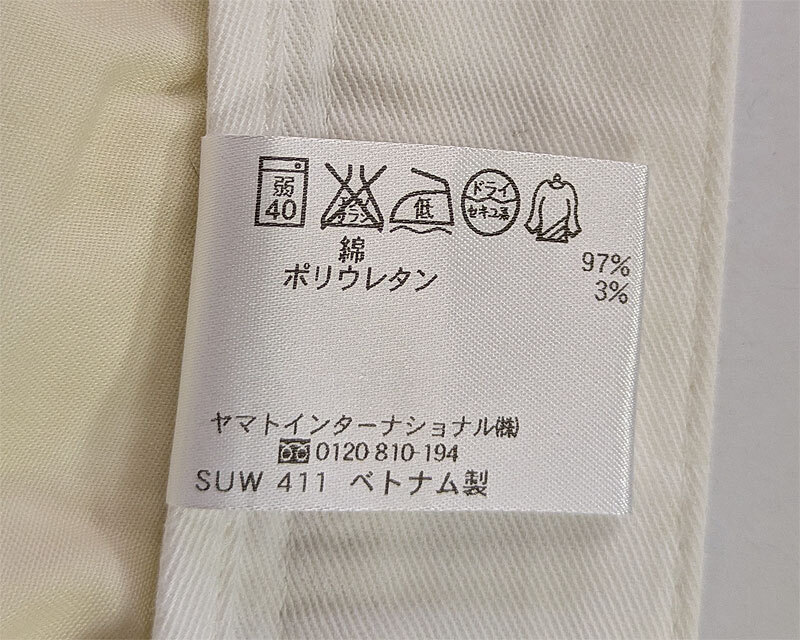 弱 40 エンソ サラシ 低 ドライ セキユ系
綿 97%
ポリウレタン 3%
ヤマトインターナショナル㈱
0120 810-194
SUW 411 ベトナム製